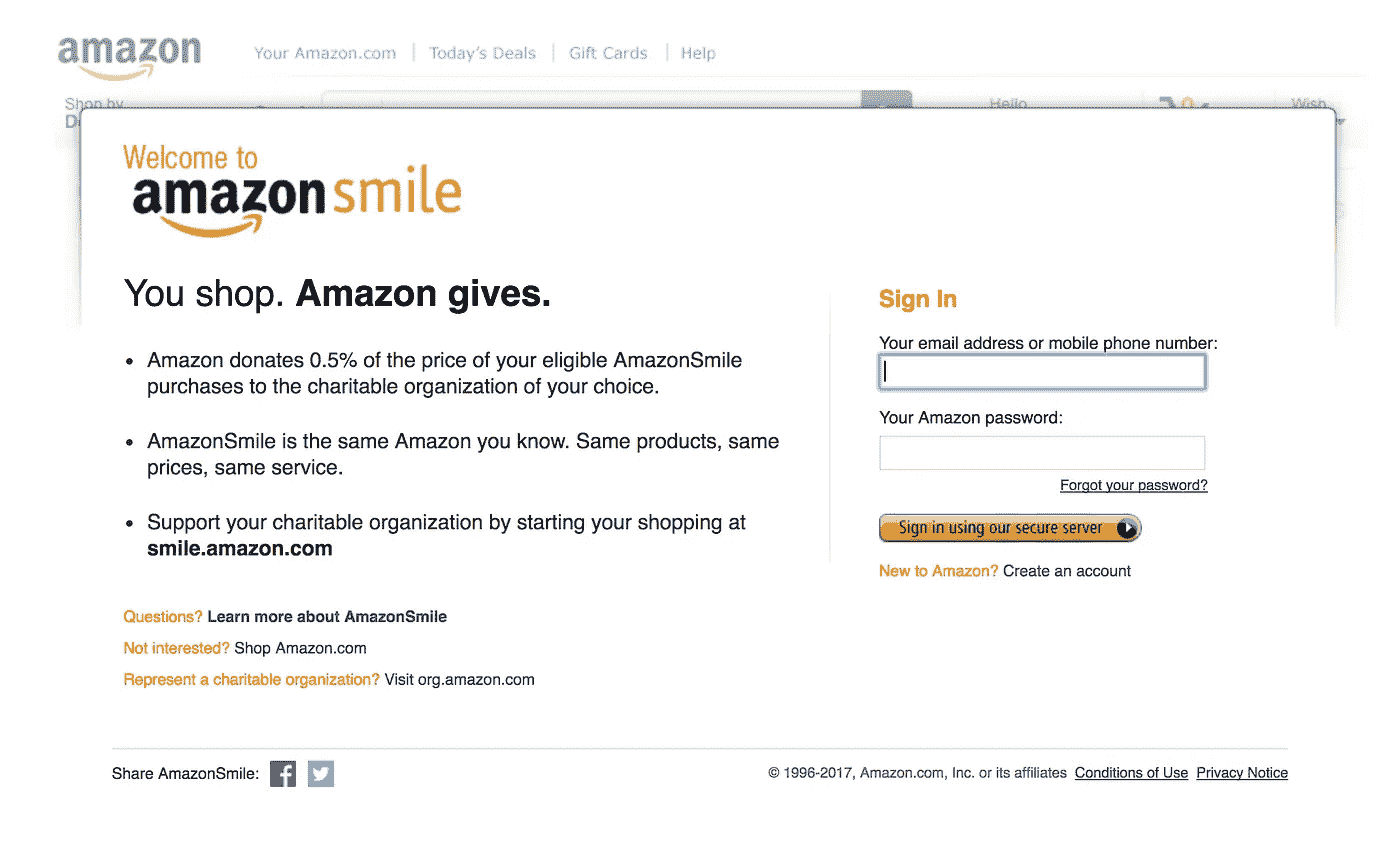 amazon
Your Amazon.com
Today's Deals
Gift Cards
Help
Shop by
Hello
0
Wish
Welcome to
amazonsmile
You shop. Amazon gives.
Sign In
• Amazon donates 0.5% of the price of your eligible AmazonSmile
purchases to the charitable organization of your choice.
• AmazonSmile is the same Amazon you know. Same products, same
prices, same service.
• Support your charitable organization by starting your shopping at
smile.amazon.com
Your email address or mobile phone number:
Your Amazon password:
Forgot your password?
Sign in using our secure server
New to Amazon? Create an account
Questions? Learn more about AmazonSmile
Not interested? Shop Amazon.com
Represent a charitable organization? Visit org.amazon.com
Share AmazonSmile:
© 1996-2017, Amazon.com, Inc. or its affiliates Conditions of Use Privacy Notice